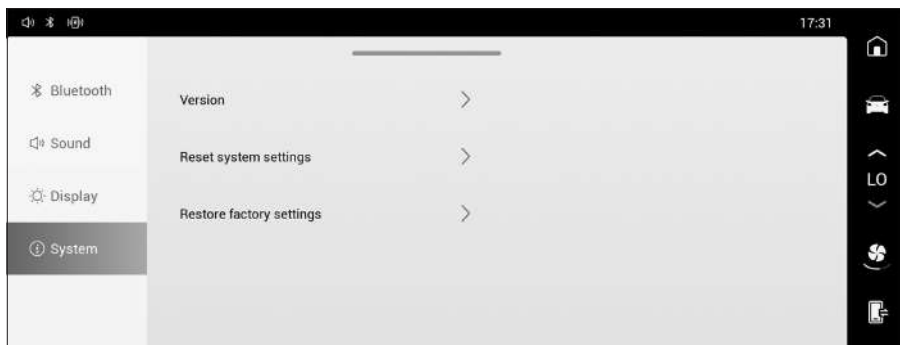 17:31
Bluetooth
Sound
Display
System
Version
Reset system settings
Restore factory settings
LO